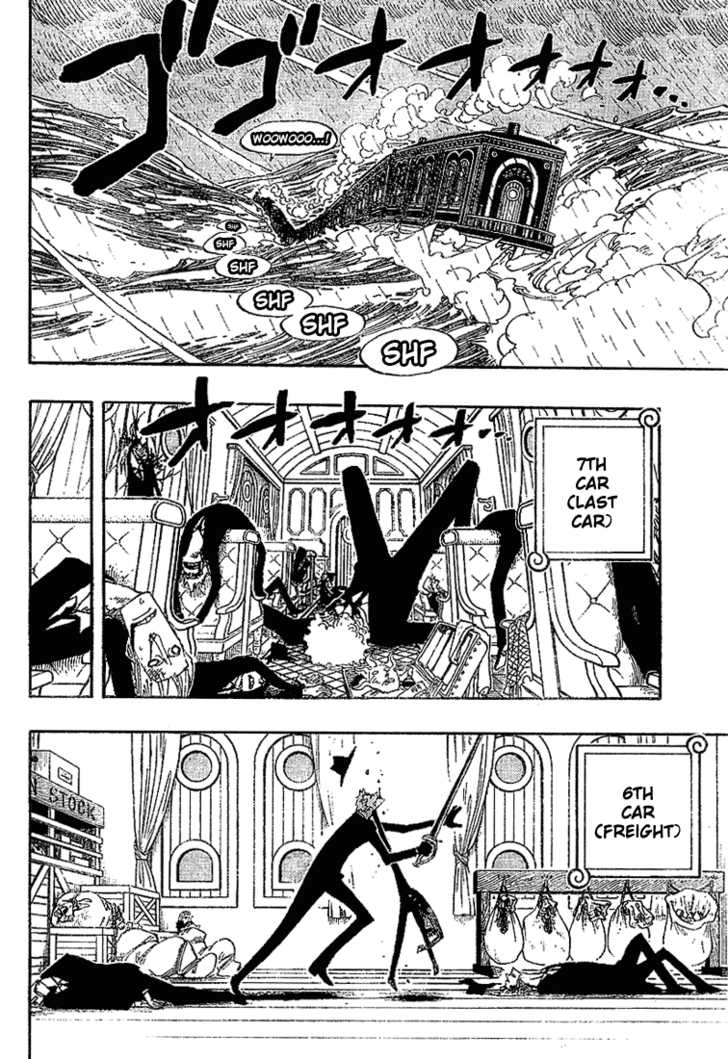 ゴゴオオオオオ...
WOOWOOO...!
SHF
SHF
SHF
SHF
SHF
SHF
オオオオオ...
7TH
CAR
(LAST
CAR)
6TH
CAR
(FREIGHT)
N STOCK